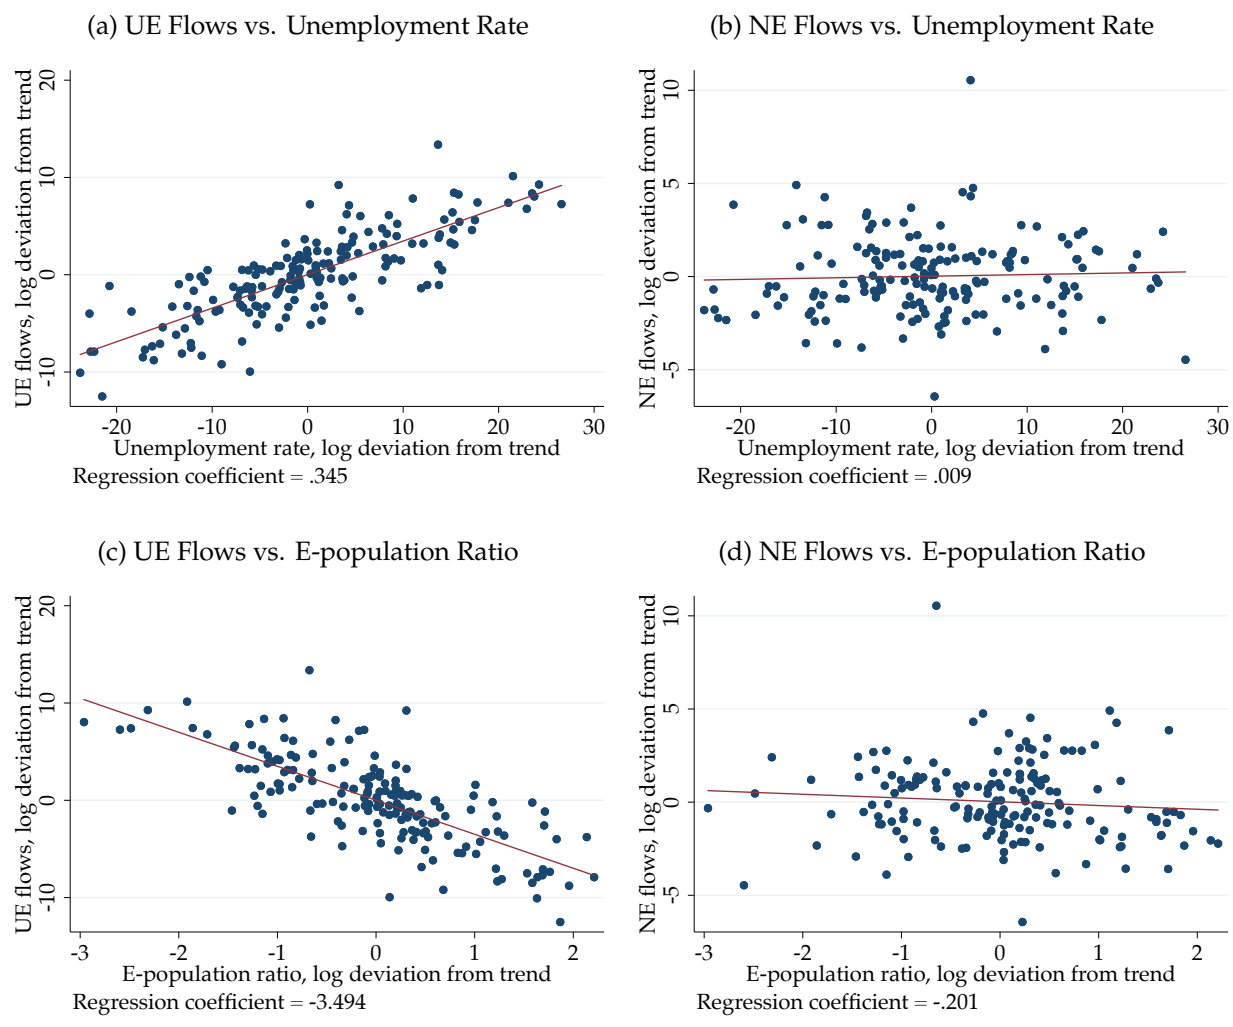 (a) UE Flows vs. Unemployment Rate
UE flows, log deviation from trend
20
10
0
-10
-20 -10 0 10 20 30
Unemployment rate, log deviation from trend
Regression coefficient = .345
(b) NE Flows vs. Unemployment Rate
NE flows, log deviation from trend
10
5
0
-5
-20 -10 0 10 20 30
Unemployment rate, log deviation from trend
Regression coefficient = .009
(c) UE Flows vs. E-population Ratio
UE flows, log deviation from trend
20
10
0
-10
-3 -2 -1 0 1 2
E-population ratio, log deviation from trend
Regression coefficient = -3.494
(d) NE Flows vs. E-population Ratio
NE flows, log deviation from trend
10
5
0
-5
-3 -2 -1 0 1 2
E-population ratio, log deviation from trend
Regression coefficient = -.201